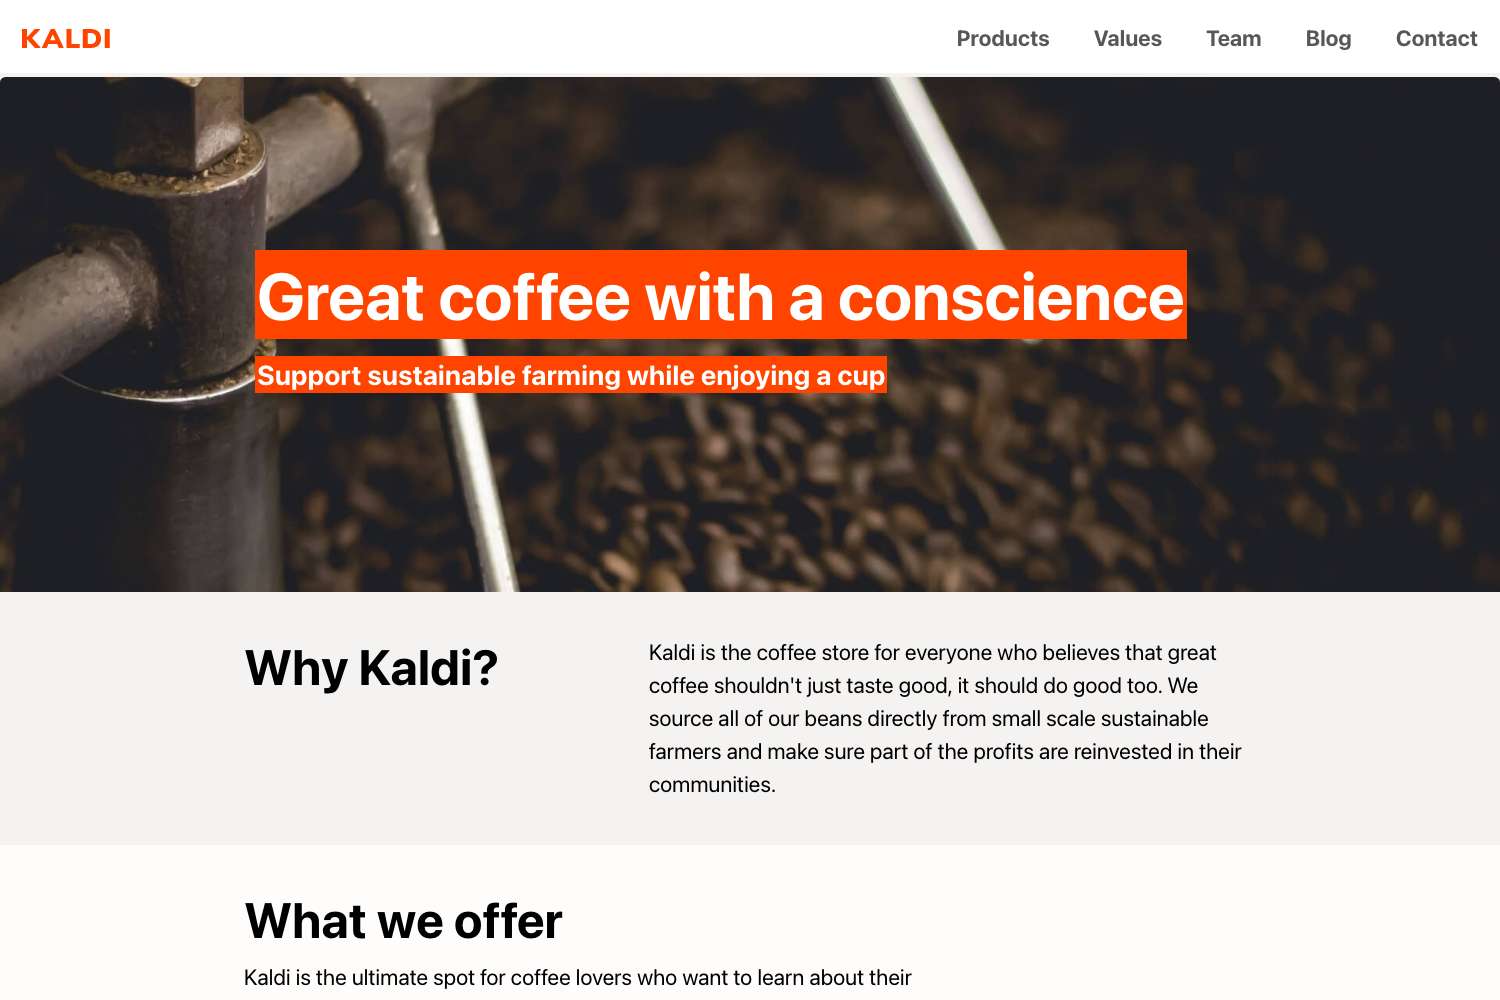 KALDI
Products Values Team Blog Contact
Great coffee with a conscience
Support sustainable farming while enjoying a cup
Why Kaldi?
Kaldi is the coffee store for everyone who believes that great
coffee shouldn't just taste good, it should do good too. We
source all of our beans directly from small scale sustainable
farmers and make sure part of the profits are reinvested in their
communities.
What we offer
Kaldi is the ultimate spot for coffee lovers who want to learn about their